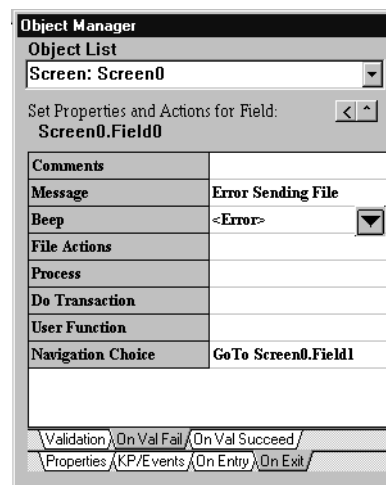 Object Manager
Object List
Screen: Screen0
Set Properties and Actions for Field:
Screen0.Field0
Comments
Message Error Sending File
Beep <Error>
File Actions
Process
Do Transaction
User Function
Navigation Choice GoTo Screen0.Field1
Validation On Val Fail On Val Succeed
Properties KP/Events On Entry On Exit